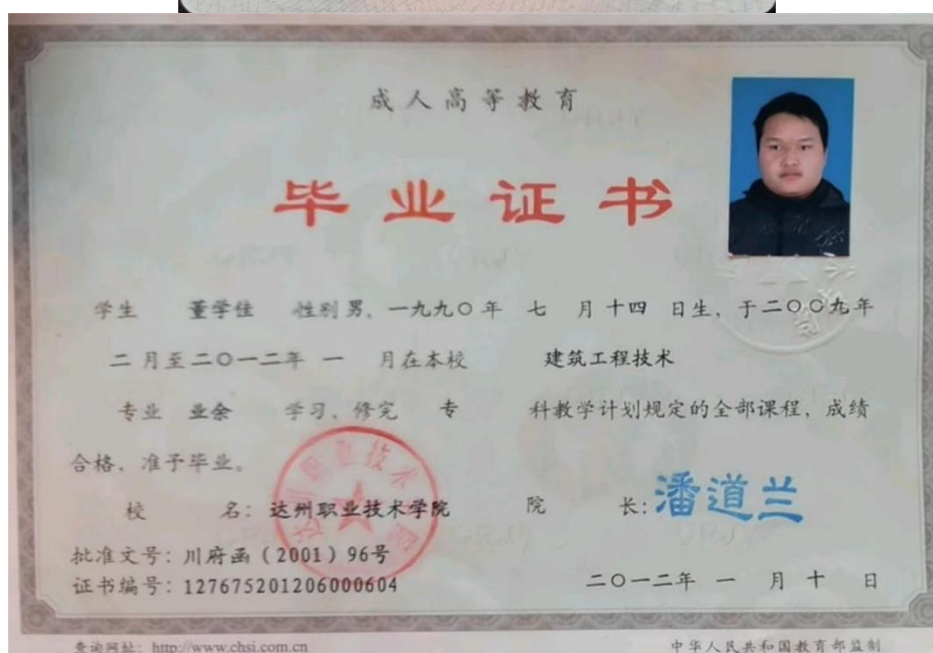 成人高等教育
毕业证书
学生 董学佳 性别男、一九九〇年 七 月十四 日生，于二〇〇九年
二月至二〇一二年 一 月在本校 建筑工程技术
专业 业余 学习、修完 专 科教学计划规定的全部课程，成绩
合格，准予毕业。
校 名：达州职业技术学院 院 长：潘道兰
批准文号：川府函（2001）96号
证书编号：127675201206000604 二〇一二年 一 月 十 日
查询网址：http://www.chsi.com.cn 中华人民共和国教育部监制